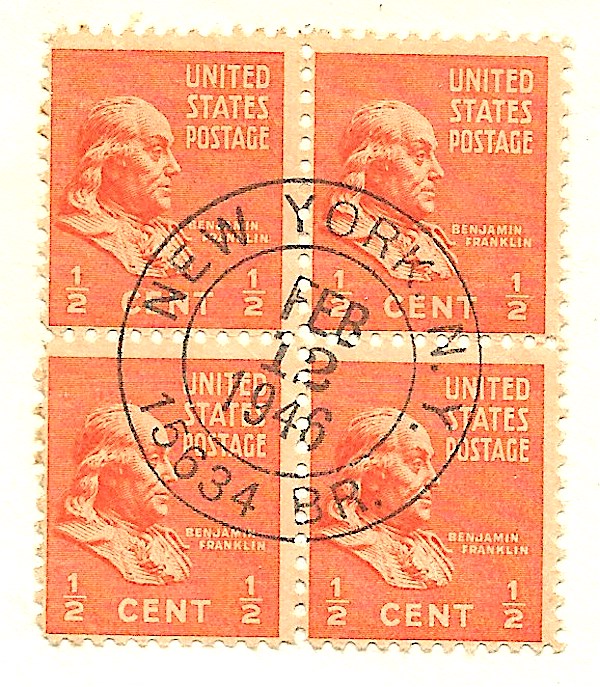 UNITED
STATES
POSTAGE
BENJAMIN
FRANKLIN
1/2 CENT 1/2
UNITED
STATES
POSTAGE
BENJAMIN
FRANKLIN
1/2 CENT 1/2
UNITED
STATES
POSTAGE
BENJAMIN
FRANKLIN
1/2 CENT 1/2
UNITED
STATES
POSTAGE
BENJAMIN
FRANKLIN
1/2 CENT 1/2
NEW YORK N.Y.
FEB
12
1946
15634 BR.